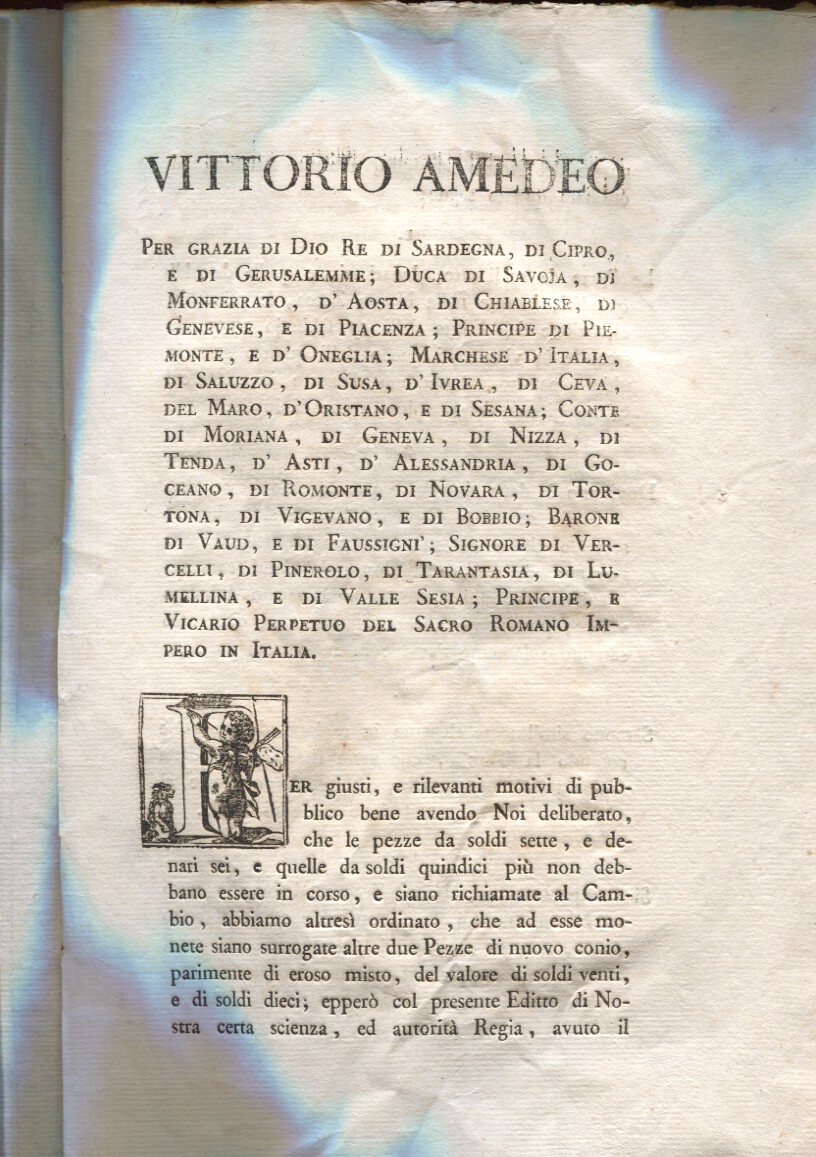 VITTORIO AMEDEO
PER GRAZIA DI DIO RE DI SARDEGNA, DI CIPRO,
E DI GERUSALEMME; DUCA DI SAVOJA, DI
MONFERRATO, D' AOSTA, DI CHIABLESE, DI
GENEVESE, E DI PIACENZA; PRINCIPE DI PIE-
MONTE, E D' ONEGLIA; MARCHESE D'ITALIA,
DI SALUZZO, DI SUSA, D'IVREA, DI CEVA,
DEL MARO, D'ORISTANO, E DI SESANA; CONTE
DI MORIANA, DI GENEVA, DI NIZZA, DI
TENDA, D' ASTI, D' ALESSANDRIA, DI GO-
CEANO, DI ROMONTE, DI NOVARA, DI TOR-
TONA, DI VIGEVANO, E DI BOBBIO; BARONE
DI VAUD, E DI FAUSSIGNI'; SIGNORE DI VER-
CELLI, DI PINEROLO, DI TARANTASIA, DI LU-
MELLINA, E DI VALLE SESIA; PRINCIPE, E
VICARIO PERPETUO DEL SACRO ROMANO IM-
PERO IN ITALIA.
PER giusti, e rilevanti motivi di pub-
blico bene avendo Noi deliberato,
che le pezze da soldi sette, e de-
nari sei, e quelle da soldi quindici più non deb-
bano essere in corso, e siano richiamate al Cam-
bio, abbiamo altresì ordinato, che ad esse mo-
nete siano surrogate altre due Pezze di nuovo conio,
parimente di eroso misto, del valore di soldi venti,
e di soldi dieci; epperò col presente Editto di No-
stra certa scienza, ed autorità Regia, avuto il